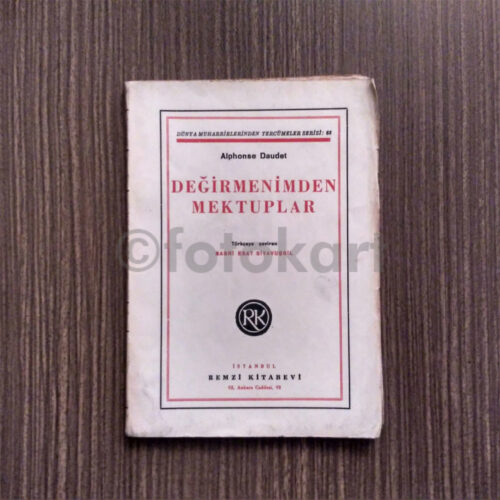 DÜNYA MUHARRİRLERİNDEN TERCÜMELER SERİSİ: 68
Alphonse Daudet
DEĞİRMENİMDEN
MEKTUPLAR
Türkçeye çeviren
SABRİ ESAT SİYAVUŞGİL
©fotokart
RK
İSTANBUL
REMZİ KİTABEVİ
93, Ankara Caddesi, 93